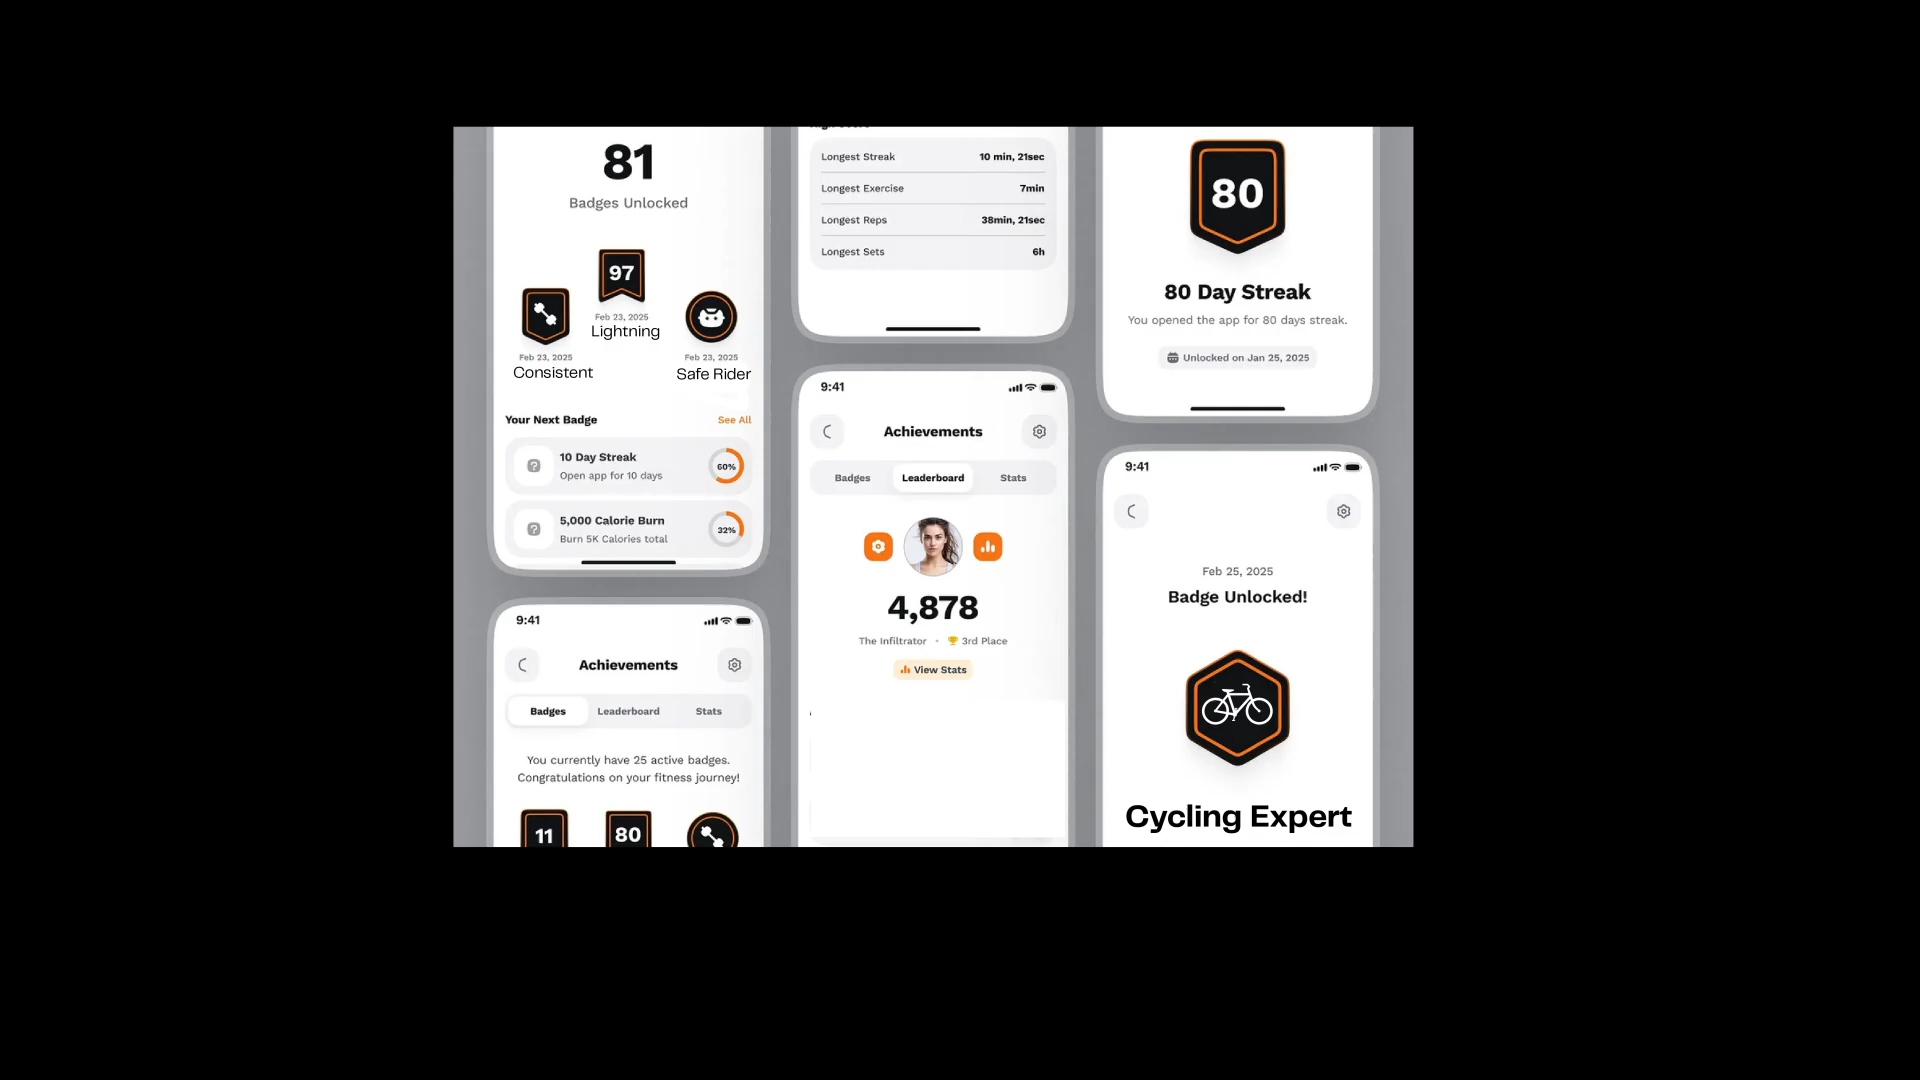 81
Badges Unlocked
97
Feb 23, 2025
Lightning
Feb 23, 2025
Consistent
Feb 23, 2025
Safe Rider
Your Next Badge
See All
10 Day Streak
Open app for 10 days
60%
5,000 Calorie Burn
Burn 5K Calories total
32%
9:41
Achievements
Badges
Leaderboard
Stats
You currently have 25 active badges.
Congratulations on your fitness journey!
11
80
Longest Streak
10 min, 21sec
Longest Exercise
7min
Longest Reps
38min, 21sec
Longest Sets
6h
9:41
Achievements
Badges
Leaderboard
Stats
4,878
The Infiltrator • 3rd Place
View Stats
80
80 Day Streak
You opened the app for 80 days streak.
Unlocked on Jan 25, 2025
9:41
Feb 25, 2025
Badge Unlocked!
Cycling Expert